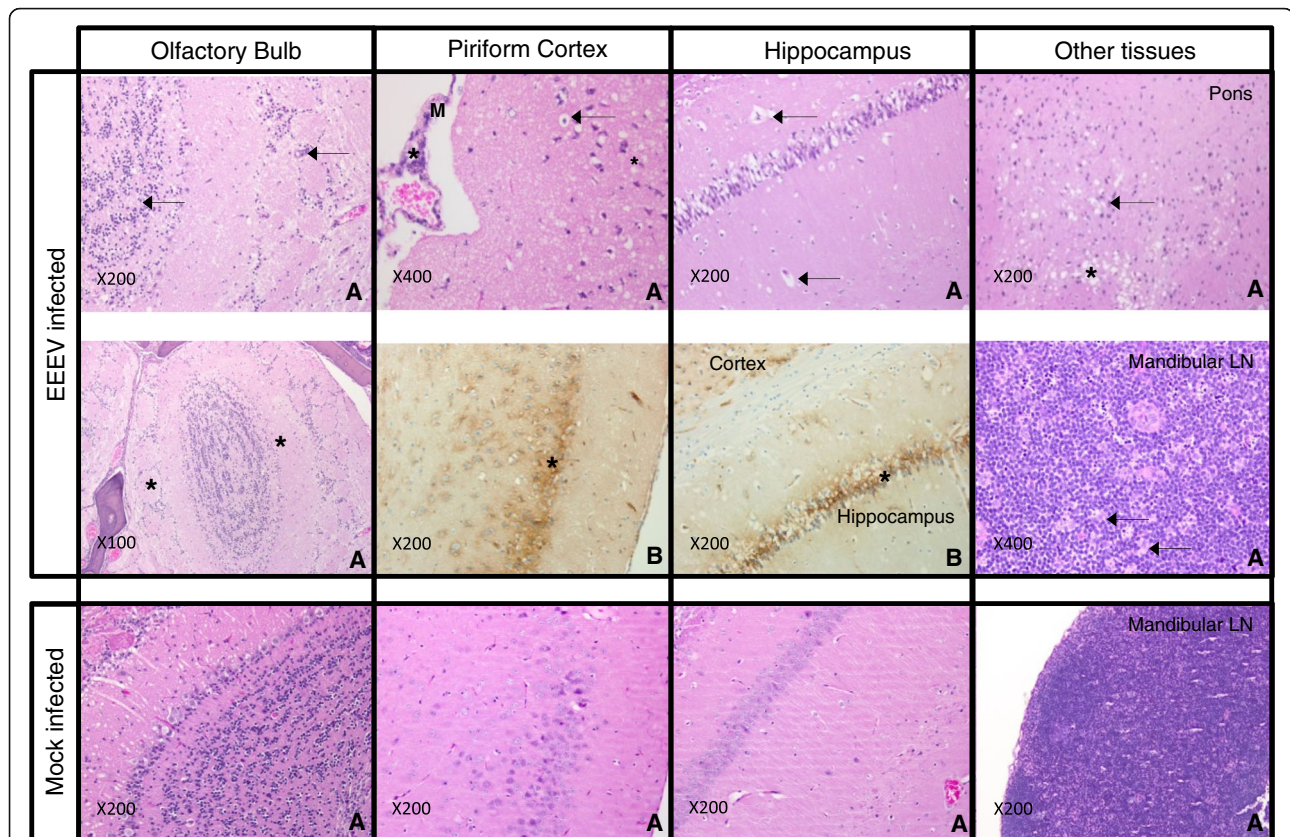 Olfactory Bulb Piriform Cortex Hippocampus Other tissues
EEEV infected
X200 A
M * * X400 A
X200 A
Pons * X200 A
* * X100 A
* X200 B
Cortex * Hippocampus X200 B
Mandibular LN X400 A
Mock infected
X200 A
X200 A
X200 A
Mandibular LN X200 A